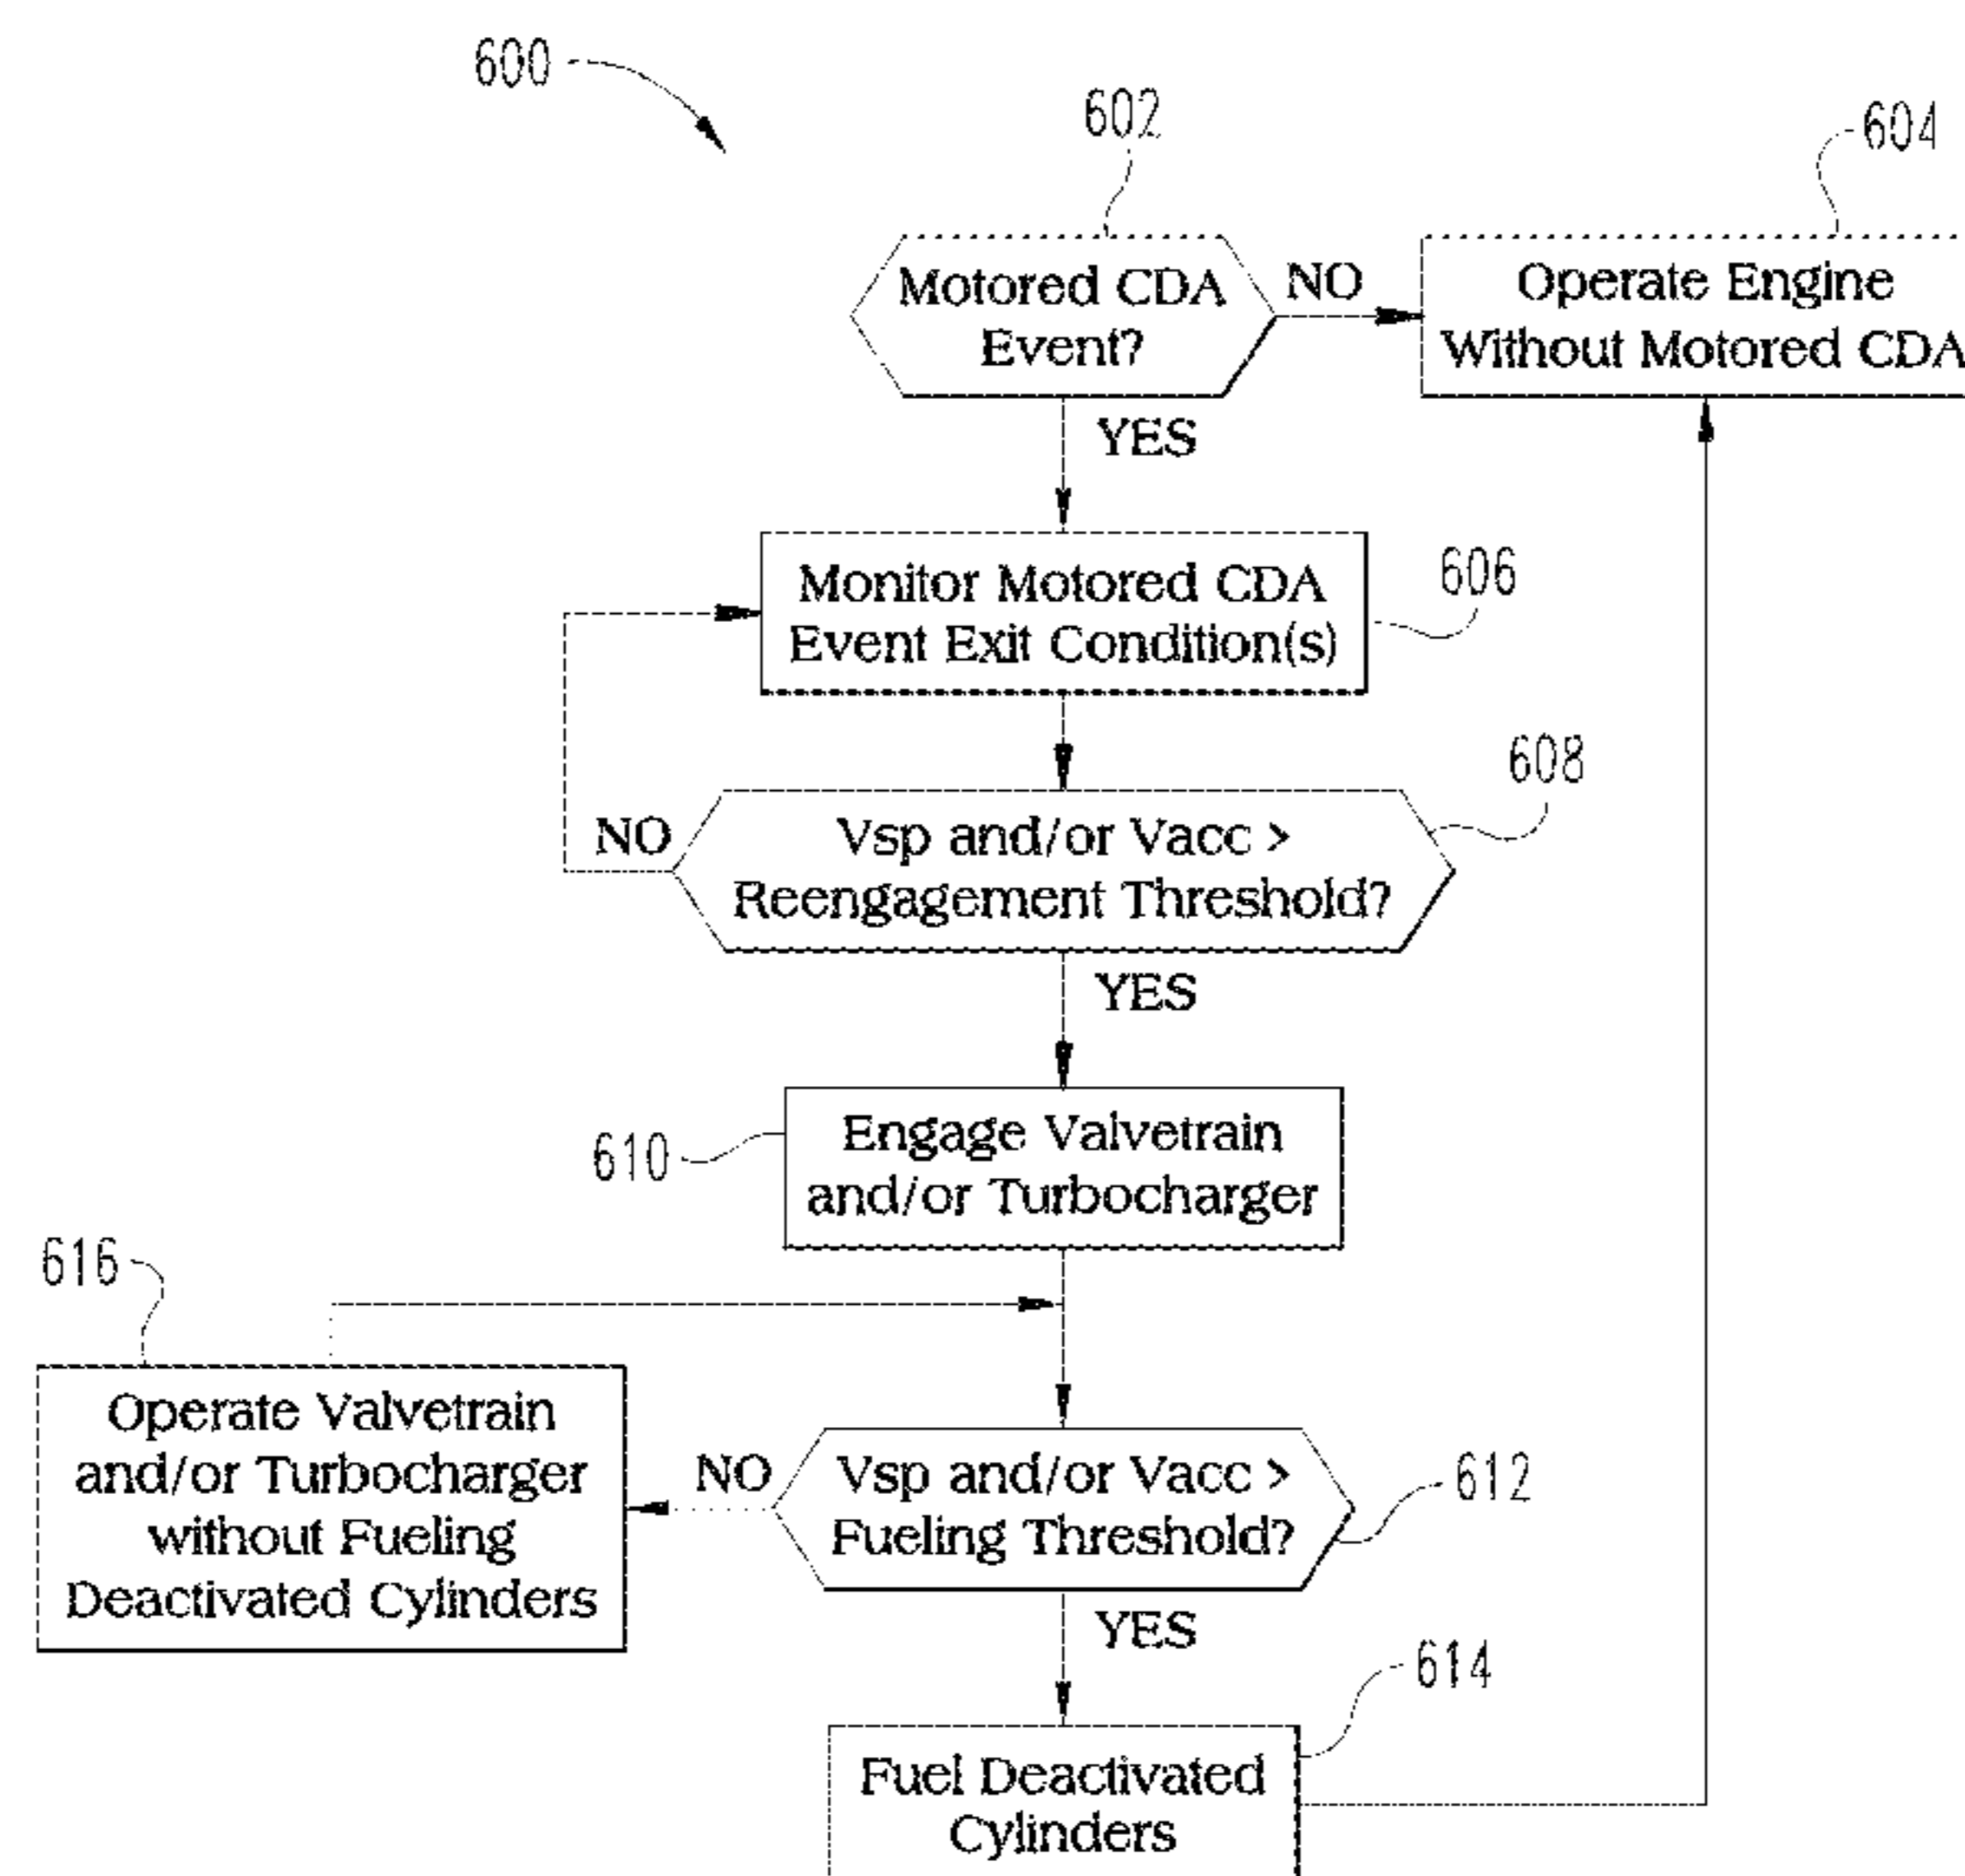 600
602
604
Motored CDA
Event?
NO
Operate Engine
Without Motored CDA
YES
Monitor Motored CDA
Event Exit Condition(s)
606
608
NO
Vsp and/or Vacc >
Reengagement Threshold?
YES
610
Engage Valvetrain
and/or Turbocharger
616
Operate Valvetrain
and/or Turbocharger
without Fueling
Deactivated Cylinders
NO
Vsp and/or Vacc >
Fueling Threshold?
612
YES
614
Fuel Deactivated
Cylinders